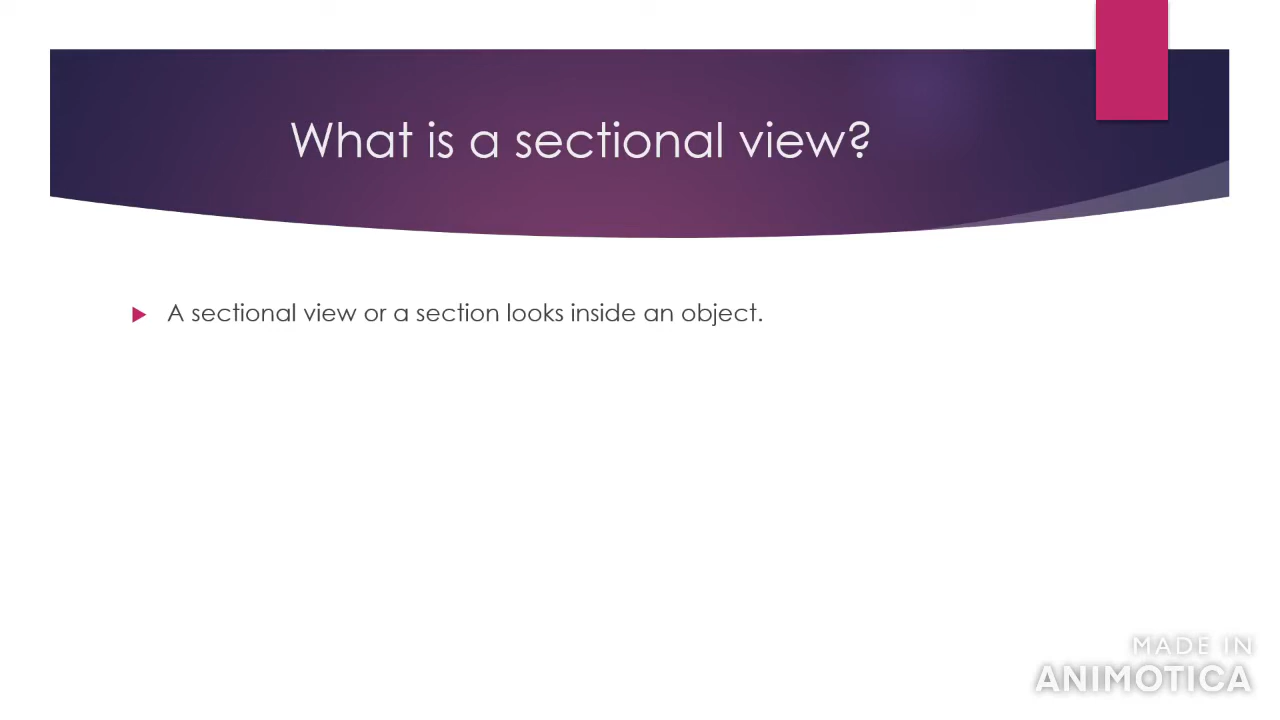 What is a sectional view?
A sectional view or a section looks inside an object.
MADE IN
ANIMOTICA